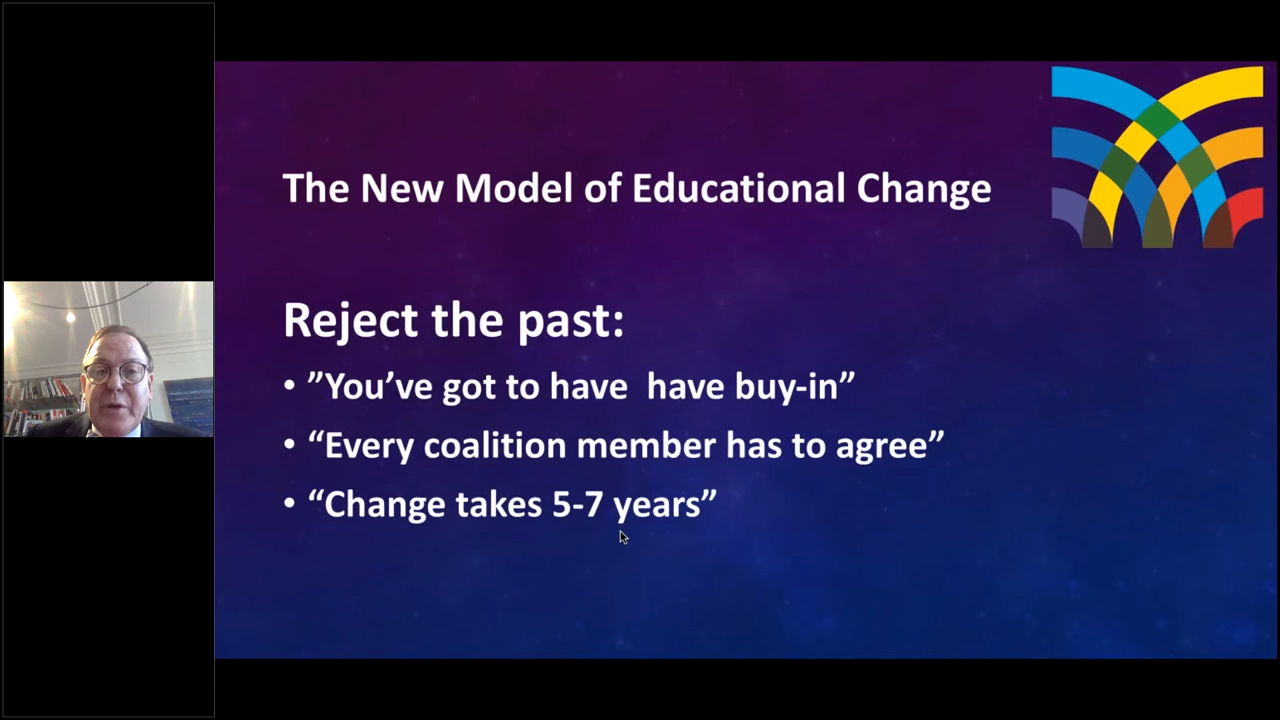 The New Model of Educational Change
Reject the past:
• ”You’ve got to have  have buy-in”
• “Every coalition member has to agree”
• “Change takes 5-7 years”